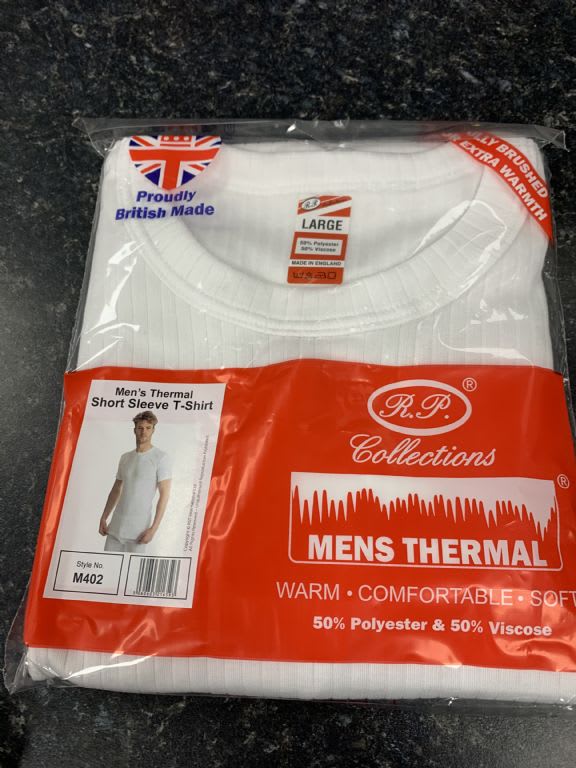 Proudly
British Made
R.P.
LARGE
50% Polyester
50% Viscose
MADE IN ENGLAND
FULLY BRUSHED
EXTRA WARMTH
Men's Thermal
Short Sleeve T-Shirt
Style No.
M402
R.P.®
Collections
®
MENS THERMAL
WARM • COMFORTABLE • SOFT
50% Polyester & 50% Viscose